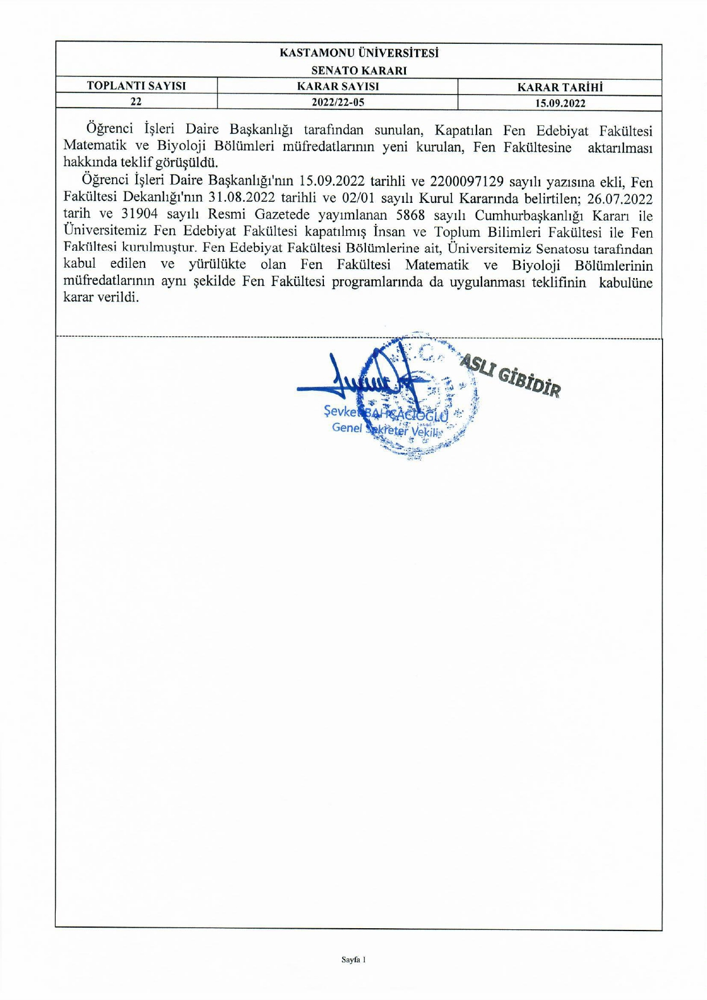 KASTAMONU ÜNİVERSİTESİ
SENATO KARARI
TOPLANTI SAYISI KARAR SAYISI KARAR TARİHİ
22 2022/22-05 15.09.2022
Öğrenci İşleri Daire Başkanlığı tarafından sunulan, Kapatılan Fen Edebiyat Fakültesi
Matematik ve Biyoloji Bölümleri müfredatlarının yeni kurulan, Fen Fakültesine aktarılması
hakkında teklif görüşüldü.
Öğrenci İşleri Daire Başkanlığı'nın 15.09.2022 tarihli ve 2200097129 sayılı yazısına ekli, Fen
Fakültesi Dekanlığı'nın 31.08.2022 tarihli ve 02/01 sayılı Kurul Kararında belirtilen; 26.07.2022
tarih ve 31904 sayılı Resmi Gazetede yayımlanan 5868 sayılı Cumhurbaşkanlığı Kararı ile
Üniversitemiz Fen Edebiyat Fakültesi kapatılmış İnsan ve Toplum Bilimleri Fakültesi ile Fen
Fakültesi kurulmuştur. Fen Edebiyat Fakültesi Bölümlerine ait, Üniversitemiz Senatosu tarafından
kabul edilen ve yürülükte olan Fen Fakültesi Matematik ve Biyoloji Bölümlerinin
müfredatlarının aynı şekilde Fen Fakültesi programlarında da uygulanması teklifinin kabulüne
karar verildi.
T.C.
ASLI GİBİDİR
Şevket BAHÇACIOĞLU
Genel Sekreter Vekili
Sayfa 1